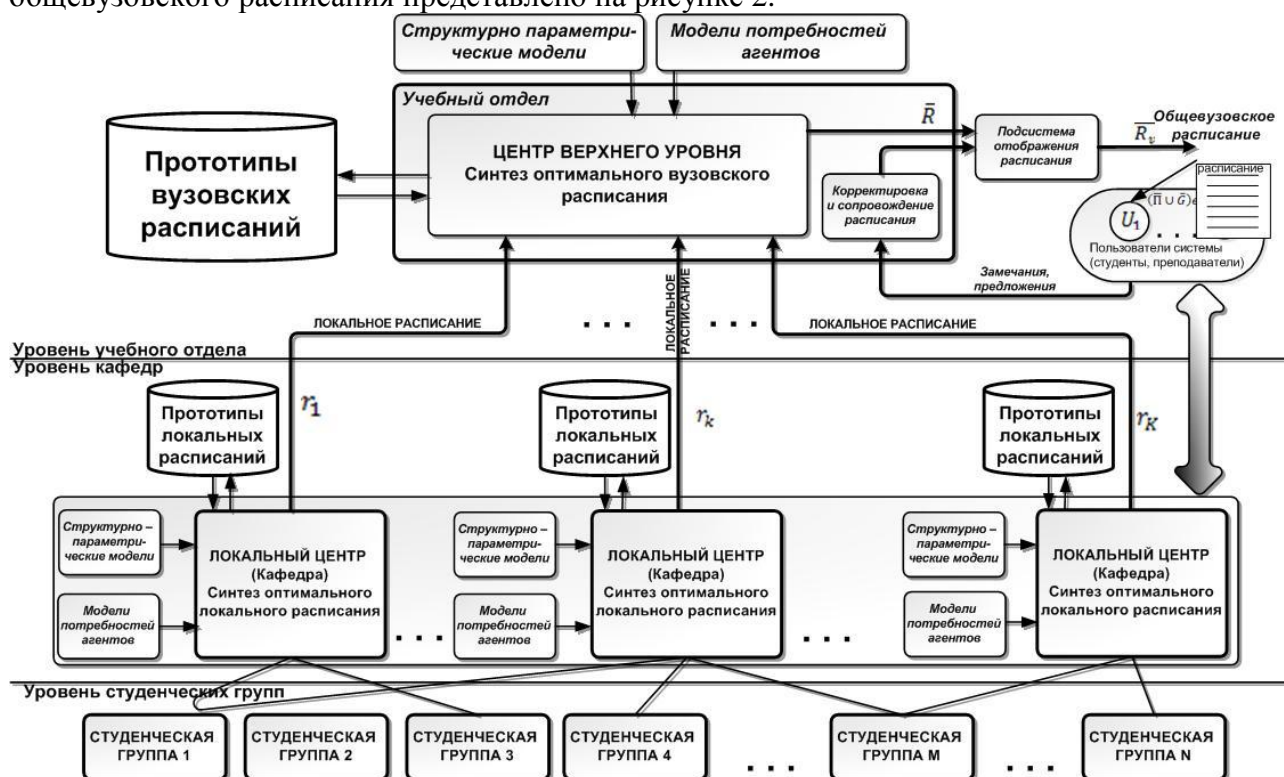 общевузовского расписания представлено на рисунке 2.
Структурно параметри-
ческие модели
Модели потребностей
агентов
Учебный отдел
Прототипы
вузовских
расписаний
ЦЕНТР ВЕРХНЕГО УРОВНЯ
Синтез оптимального вузовского
расписания
R̄
Корректировка
и сопровождение
расписания
Подсистема
отображения
расписания
R̄ᵥ
Общевузовское
расписание
расписание
(П̄ ∪ Ḡ)
U₁
. . .
Пользователи системы
(студенты, преподаватели)
Замечания,
предложения
ЛОКАЛЬНОЕ РАСПИСАНИЕ
. . .
ЛОКАЛЬНОЕ
РАСПИСАНИЕ
. . .
ЛОКАЛЬНОЕ РАСПИСАНИЕ
Уровень учебного отдела
Уровень кафедр
Прототипы
локальных
расписаний
r₁
Прототипы
локальных
расписаний
rₖ
Прототипы
локальных
расписаний
r_K
Структурно –
параметри-
ческие модели
Модели
потребностей
агентов
ЛОКАЛЬНЫЙ ЦЕНТР
(Кафедра)
Синтез оптимального
локального расписания
. . .
Структурно –
параметри-
ческие модели
Модели
потребностей
агентов
ЛОКАЛЬНЫЙ ЦЕНТР
(Кафедра)
Синтез оптимального
локального расписания
. . .
Структурно –
параметри-
ческие модели
Модели
потребностей
агентов
ЛОКАЛЬНЫЙ ЦЕНТР
(Кафедра)
Синтез оптимального
локального расписания
Уровень студенческих групп
СТУДЕНЧЕСКАЯ
ГРУППА 1
СТУДЕНЧЕСКАЯ
ГРУППА 2
СТУДЕНЧЕСКАЯ
ГРУППА 3
СТУДЕНЧЕСКАЯ
ГРУППА 4
. . .
СТУДЕНЧЕСКАЯ
ГРУППА M
. . .
СТУДЕНЧЕСКАЯ
ГРУППА N